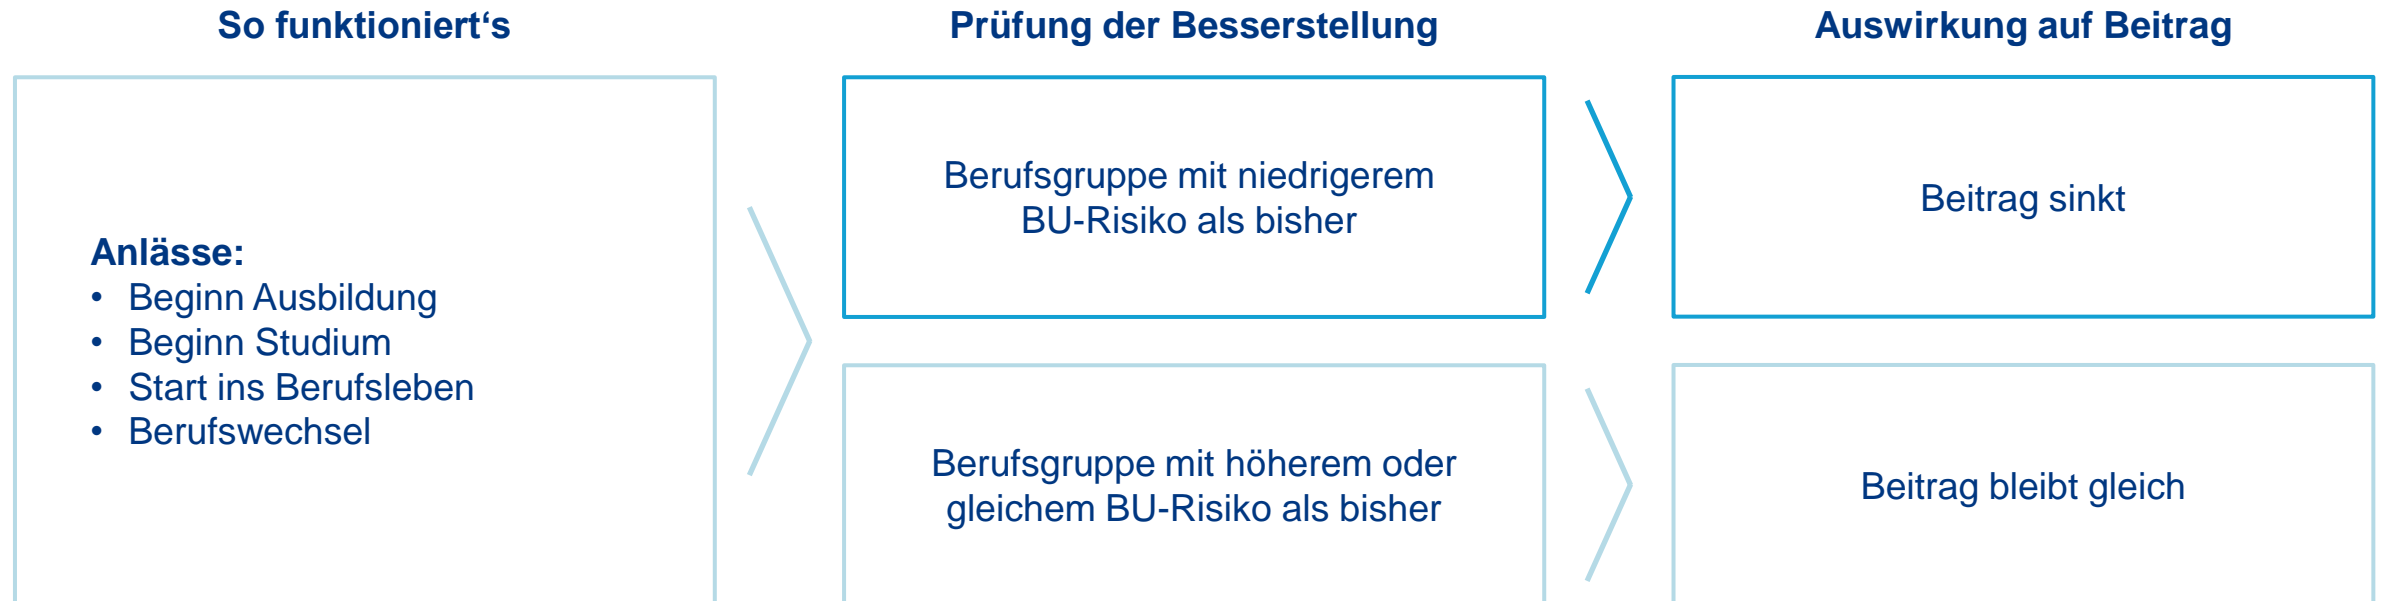 So funktioniert‘s
Prüfung der Besserstellung
Auswirkung auf Beitrag
Anlässe:
• Beginn Ausbildung
• Beginn Studium
• Start ins Berufsleben
• Berufswechsel
Berufsgruppe mit niedrigerem
BU-Risiko als bisher
Beitrag sinkt
Berufsgruppe mit höherem oder
gleichem BU-Risiko als bisher
Beitrag bleibt gleich